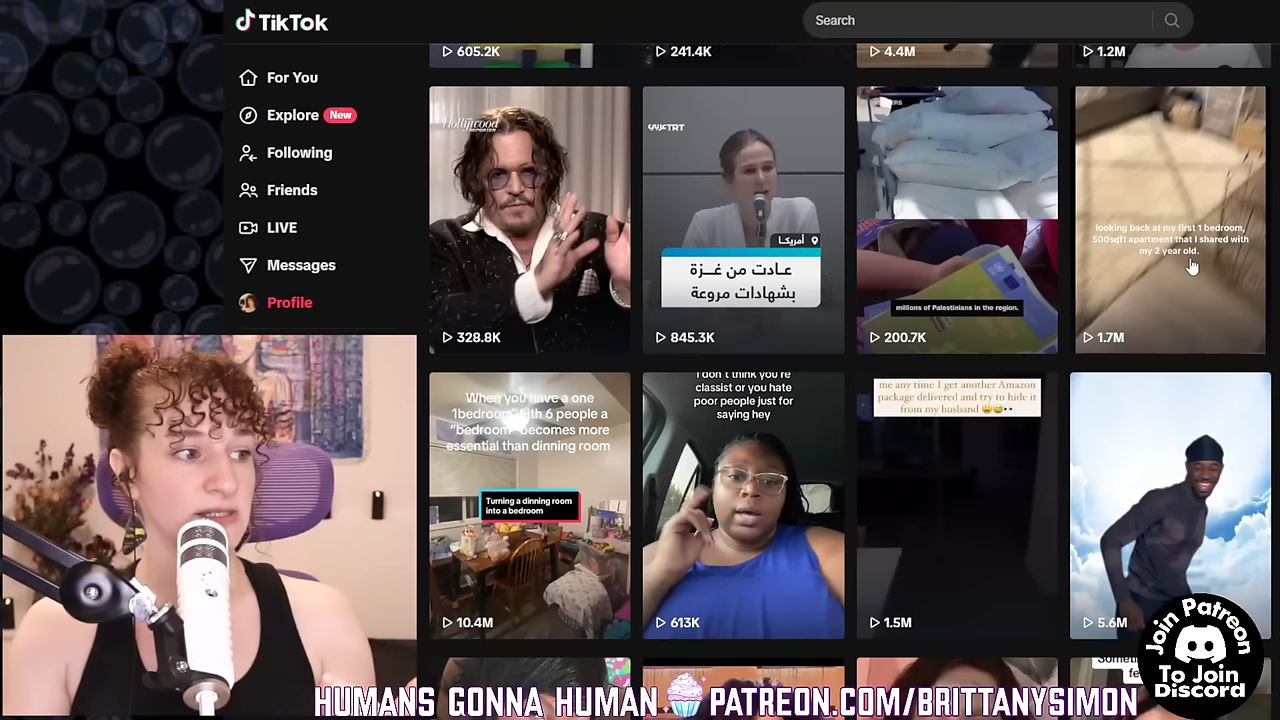 TikTok
Search
For You
Explore New
Following
Friends
LIVE
Messages
Profile
605.2K
241.4K
4.4M
1.2M
Hollywood
REPORTER
328.8K
أمريكا
عادت من غزة
بشهادات مروعة
845.3K
millions of Palestinians in the region.
200.7K
looking back at my first 1 bedroom,
500sqft apartment that I shared with
my 2 year old.
1.7M
When you have a one
1bedroom with 6 people a
“bedroom” becomes more
essential than dinning room
Turning a dinning room
into a bedroom
10.4M
I don't think you're
classist or you hate
poor people just for
saying hey
613K
me any time I get another Amazon
package delivered and try to hide it
from my husband
1.5M
5.6M
HUMANS GONNA HUMAN PATREON.COM/BRITTANYSIMON
Join Patreon
To Join
Discord